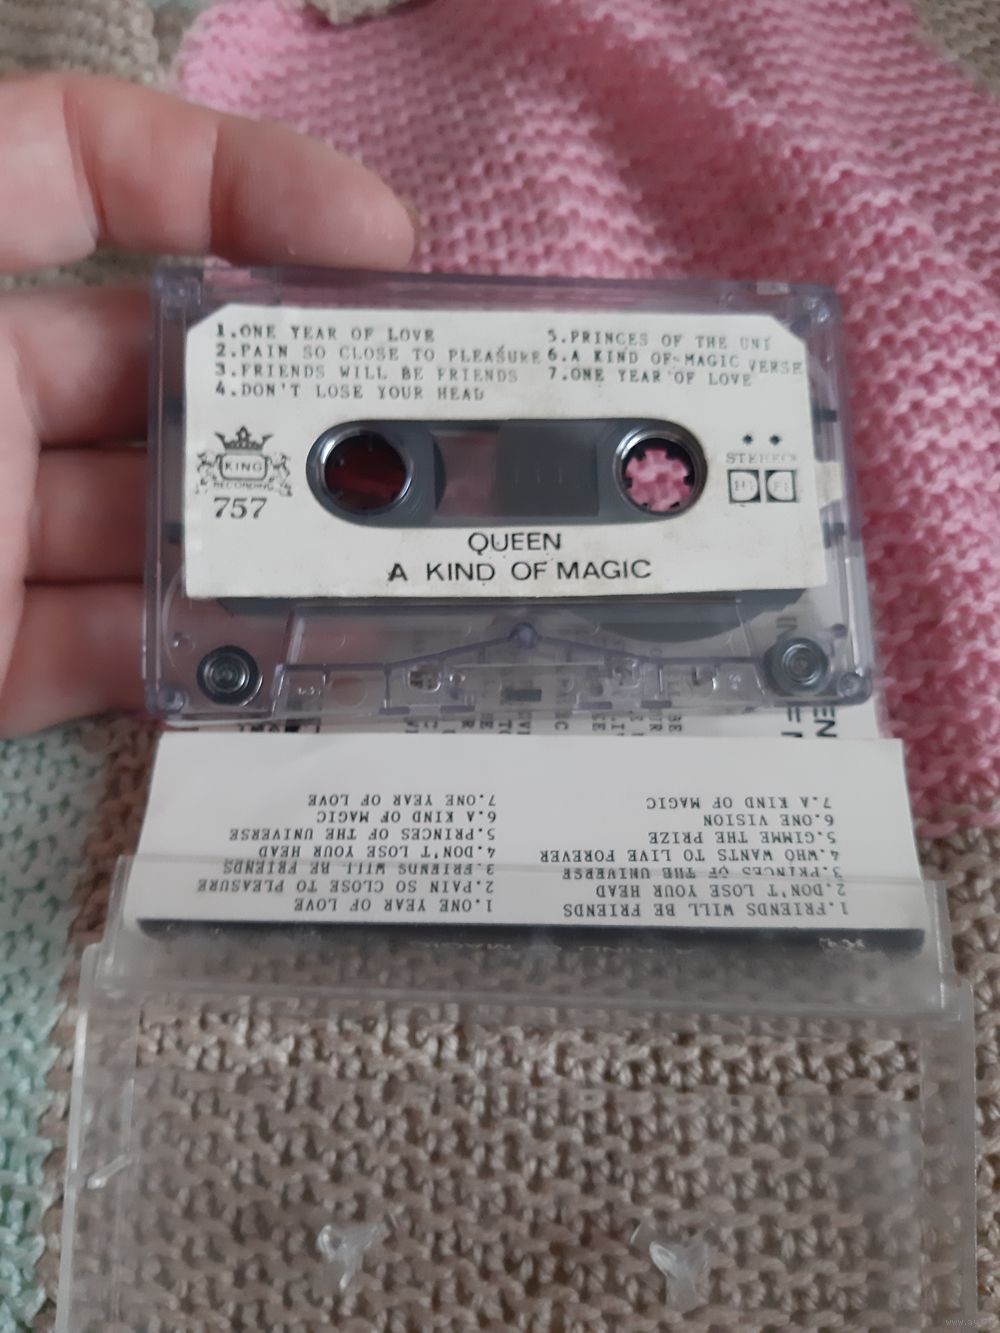 1.ONE YEAR OF LOVE
2.PAIN SO CLOSE TO PLEASURE
3.FRIENDS WILL BE FRIENDS
4.DON'T LOSE YOUR HEAD
5.PRINCES OF THE UNI
VERSE
6.A KIND OF MAGIC
7.ONE YEAR OF LOVE
KING
RECORDING
757
STEREO
HI FI
QUEEN
A KIND OF MAGIC
1.FRIENDS WILL BE FRIENDS
2.DON'T LOSE YOUR HEAD
3.PRINCES OF THE UNIVERSE
4.WHO WANTS TO LIVE FOREVER
5.GIMME THE PRIZE
6.ONE VISION
7.A KIND OF MAGIC
1.ONE YEAR OF LOVE
2.PAIN SO CLOSE TO PLEASURE
3.FRIENDS WILL BE FRIENDS
4.DON'T LOSE YOUR HEAD
5.PRINCES OF THE UNIVERSE
6.A KIND OF MAGIC
7.ONE YEAR OF LOVE